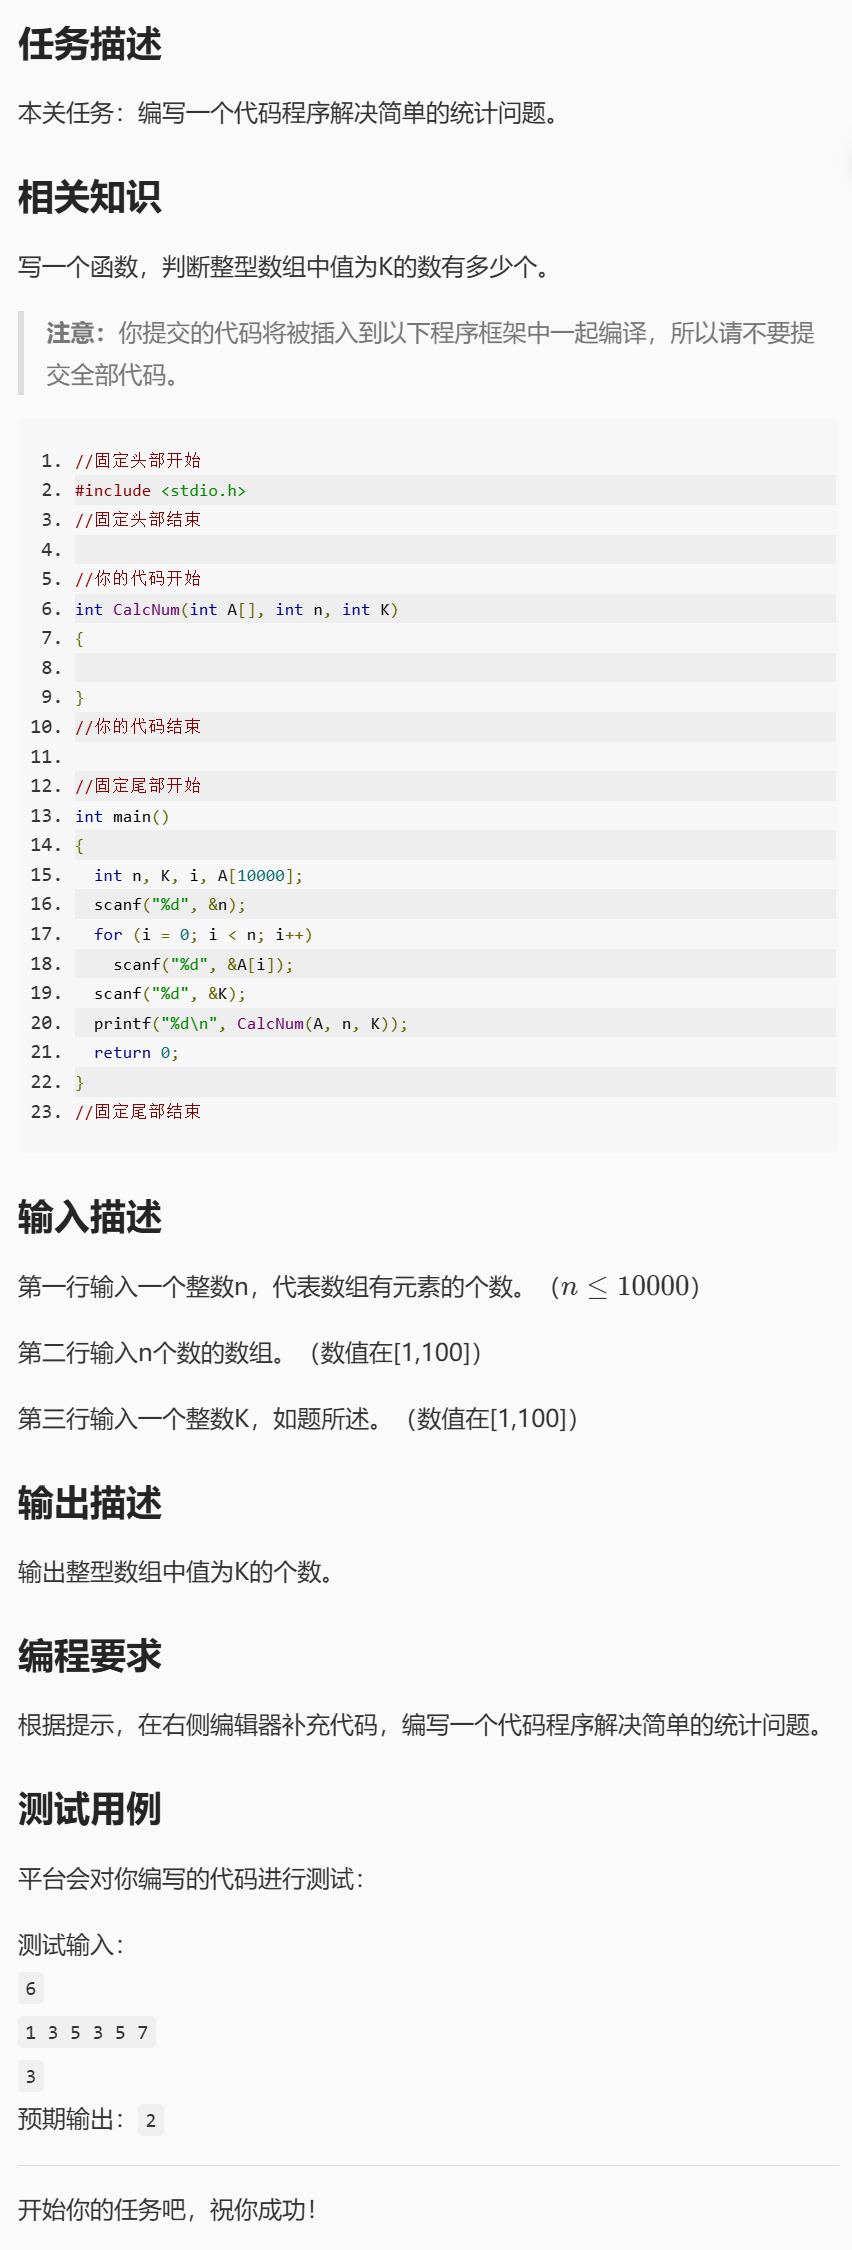 任务描述
本关任务：编写一个代码程序解决简单的统计问题。
相关知识
写一个函数，判断整型数组中值为K的数有多少个。
注意：你提交的代码将被插入到以下程序框架中一起编译，所以请不要提
交全部代码。
1. //固定头部开始
2. #include <stdio.h>
3. //固定头部结束
4.
5. //你的代码开始
6. int CalcNum(int A[], int n, int K)
7. {
8.
9. }
10. //你的代码结束
11.
12. //固定尾部开始
13. int main()
14. {
15.   int n, K, i, A[10000];
16.   scanf("%d", &n);
17.   for (i = 0; i < n; i++)
18.     scanf("%d", &A[i]);
19.   scanf("%d", &K);
20.   printf("%d\n", CalcNum(A, n, K));
21.   return 0;
22. }
23. //固定尾部结束
输入描述
第一行输入一个整数n，代表数组有元素的个数。（n ≤ 10000）
第二行输入n个数的数组。（数值在[1,100]）
第三行输入一个整数K，如题所述。（数值在[1,100]）
输出描述
输出整型数组中值为K的个数。
编程要求
根据提示，在右侧编辑器补充代码，编写一个代码程序解决简单的统计问题。
测试用例
平台会对你编写的代码进行测试：
测试输入：
6
1 3 5 3 5 7
3
预期输出：2
开始你的任务吧，祝你成功！